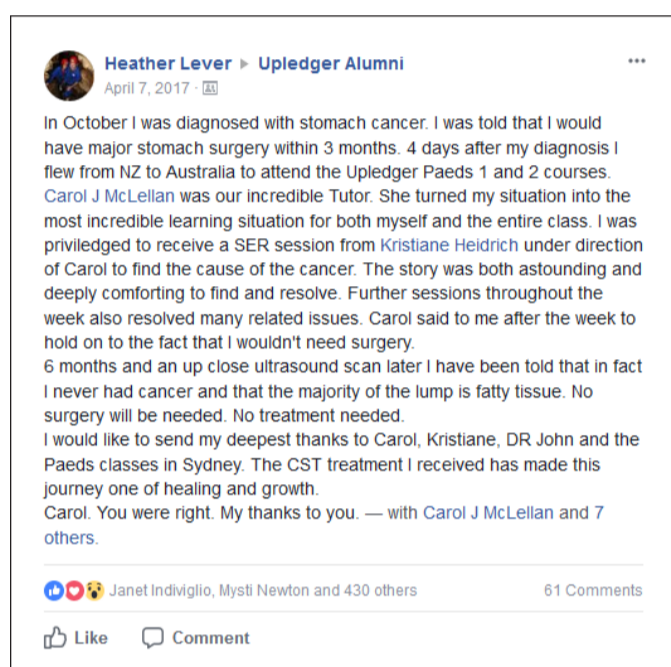 Heather Lever ▸ Upledger Alumni
April 7, 2017 ·
In October I was diagnosed with stomach cancer. I was told that I would
have major stomach surgery within 3 months. 4 days after my diagnosis I
flew from NZ to Australia to attend the Upledger Paeds 1 and 2 courses.
Carol J McLellan was our incredible Tutor. She turned my situation into the
most incredible learning situation for both myself and the entire class. I was
priviledged to receive a SER session from Kristiane Heidrich under direction
of Carol to find the cause of the cancer. The story was both astounding and
deeply comforting to find and resolve. Further sessions throughout the
week also resolved many related issues. Carol said to me after the week to
hold on to the fact that I wouldn't need surgery.
6 months and an up close ultrasound scan later I have been told that in fact
I never had cancer and that the majority of the lump is fatty tissue. No
surgery will be needed. No treatment needed.
I would like to send my deepest thanks to Carol, Kristiane, DR John and the
Paeds classes in Sydney. The CST treatment I received has made this
journey one of healing and growth.
Carol. You were right. My thanks to you. — with Carol J McLellan and 7
others.
Janet Indiviglio, Mysti Newton and 430 others 61 Comments
Like Comment